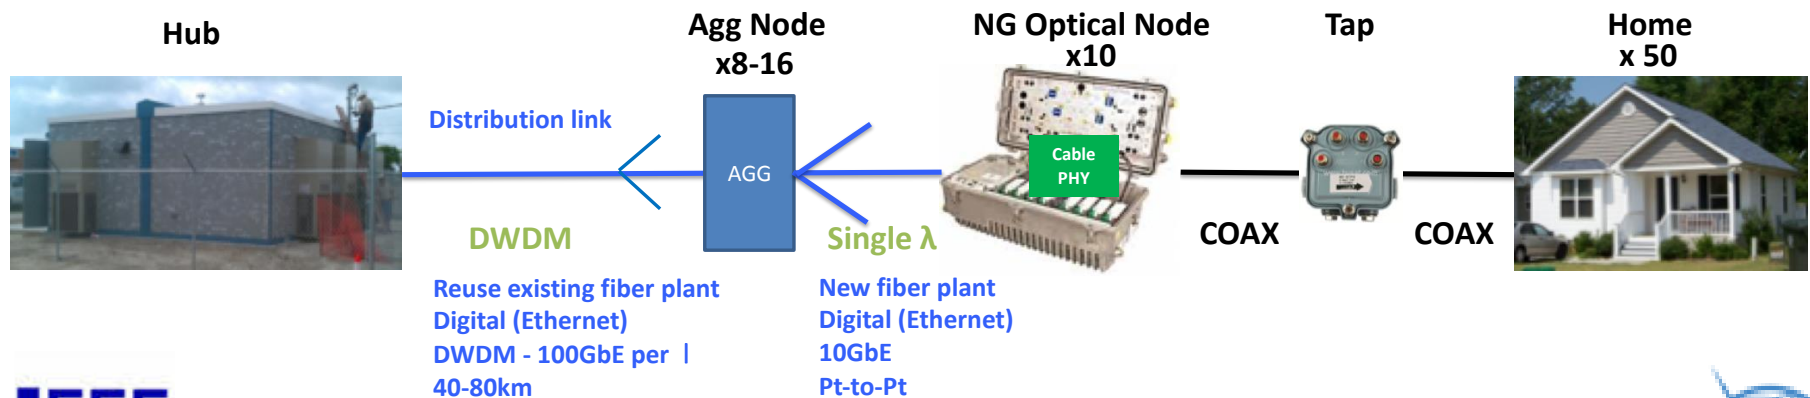 Hub
Agg Node
x8-16
NG Optical Node
x10
Tap
Home
x 50
Distribution link
AGG
Cable
PHY
DWDM
Single λ
COAX
COAX
Reuse existing fiber plant
Digital (Ethernet)
DWDM - 100GbE per l
40-80km
New fiber plant
Digital (Ethernet)
10GbE
Pt-to-Pt